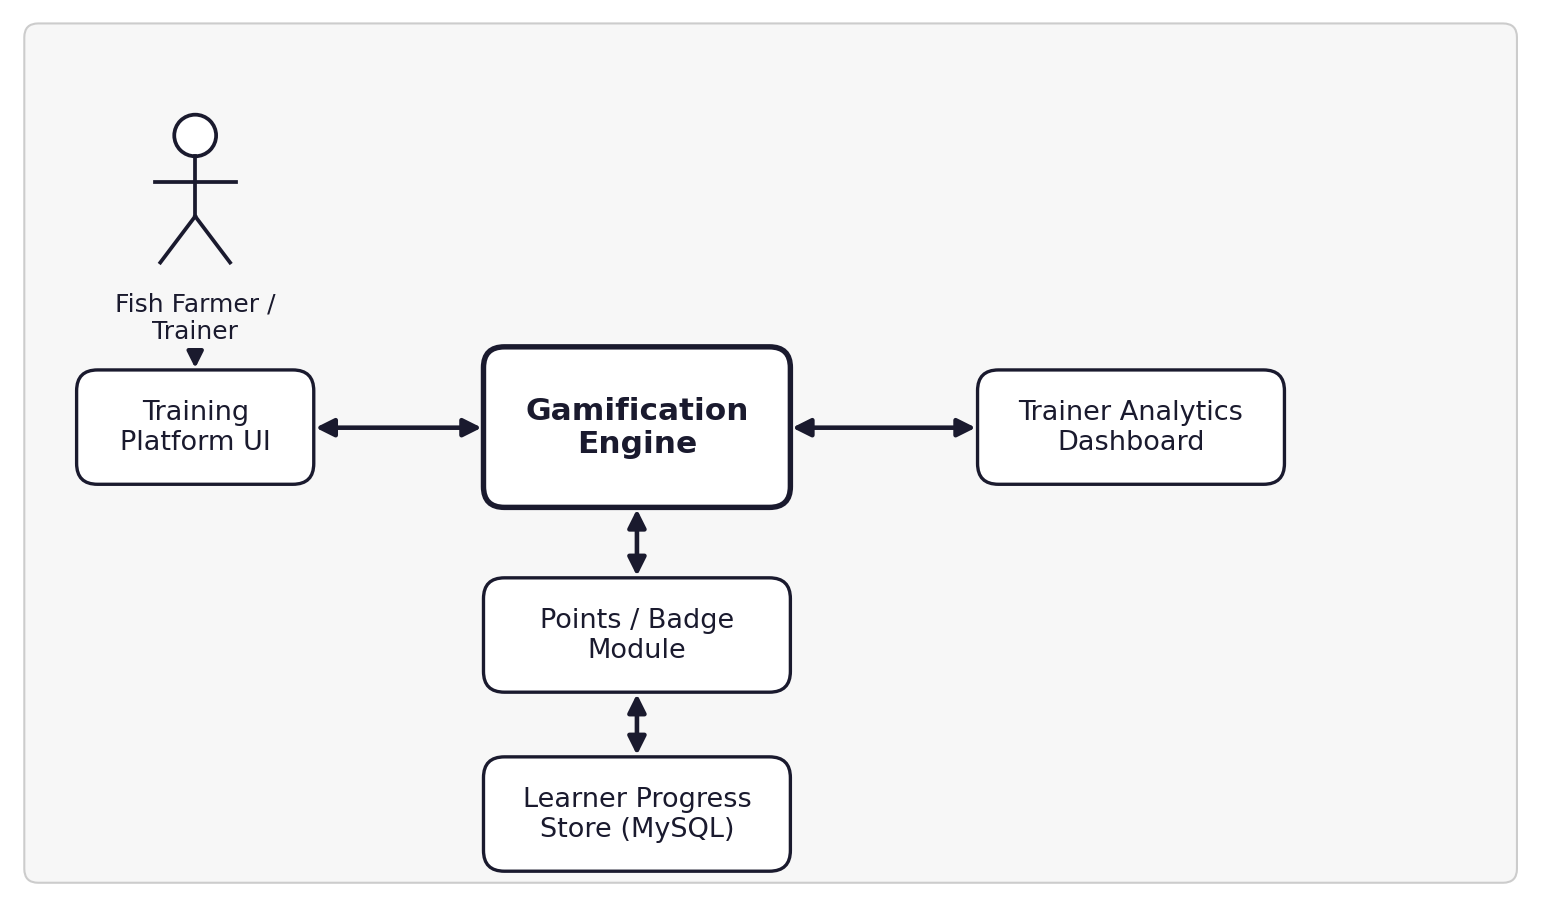 Fish Farmer /
Trainer
Training
Platform UI
Gamification
Engine
Trainer Analytics
Dashboard
Points / Badge
Module
Learner Progress
Store (MySQL)